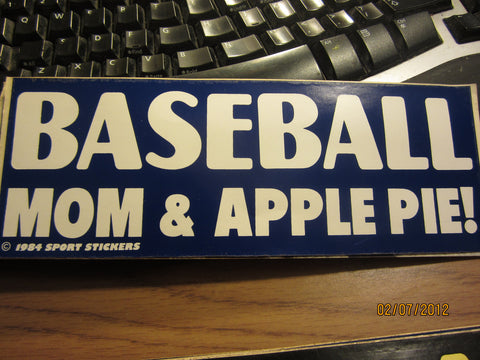 BASEBALL
MOM & APPLE PIE!
© 1984 SPORT STICKERS
02/07/2012